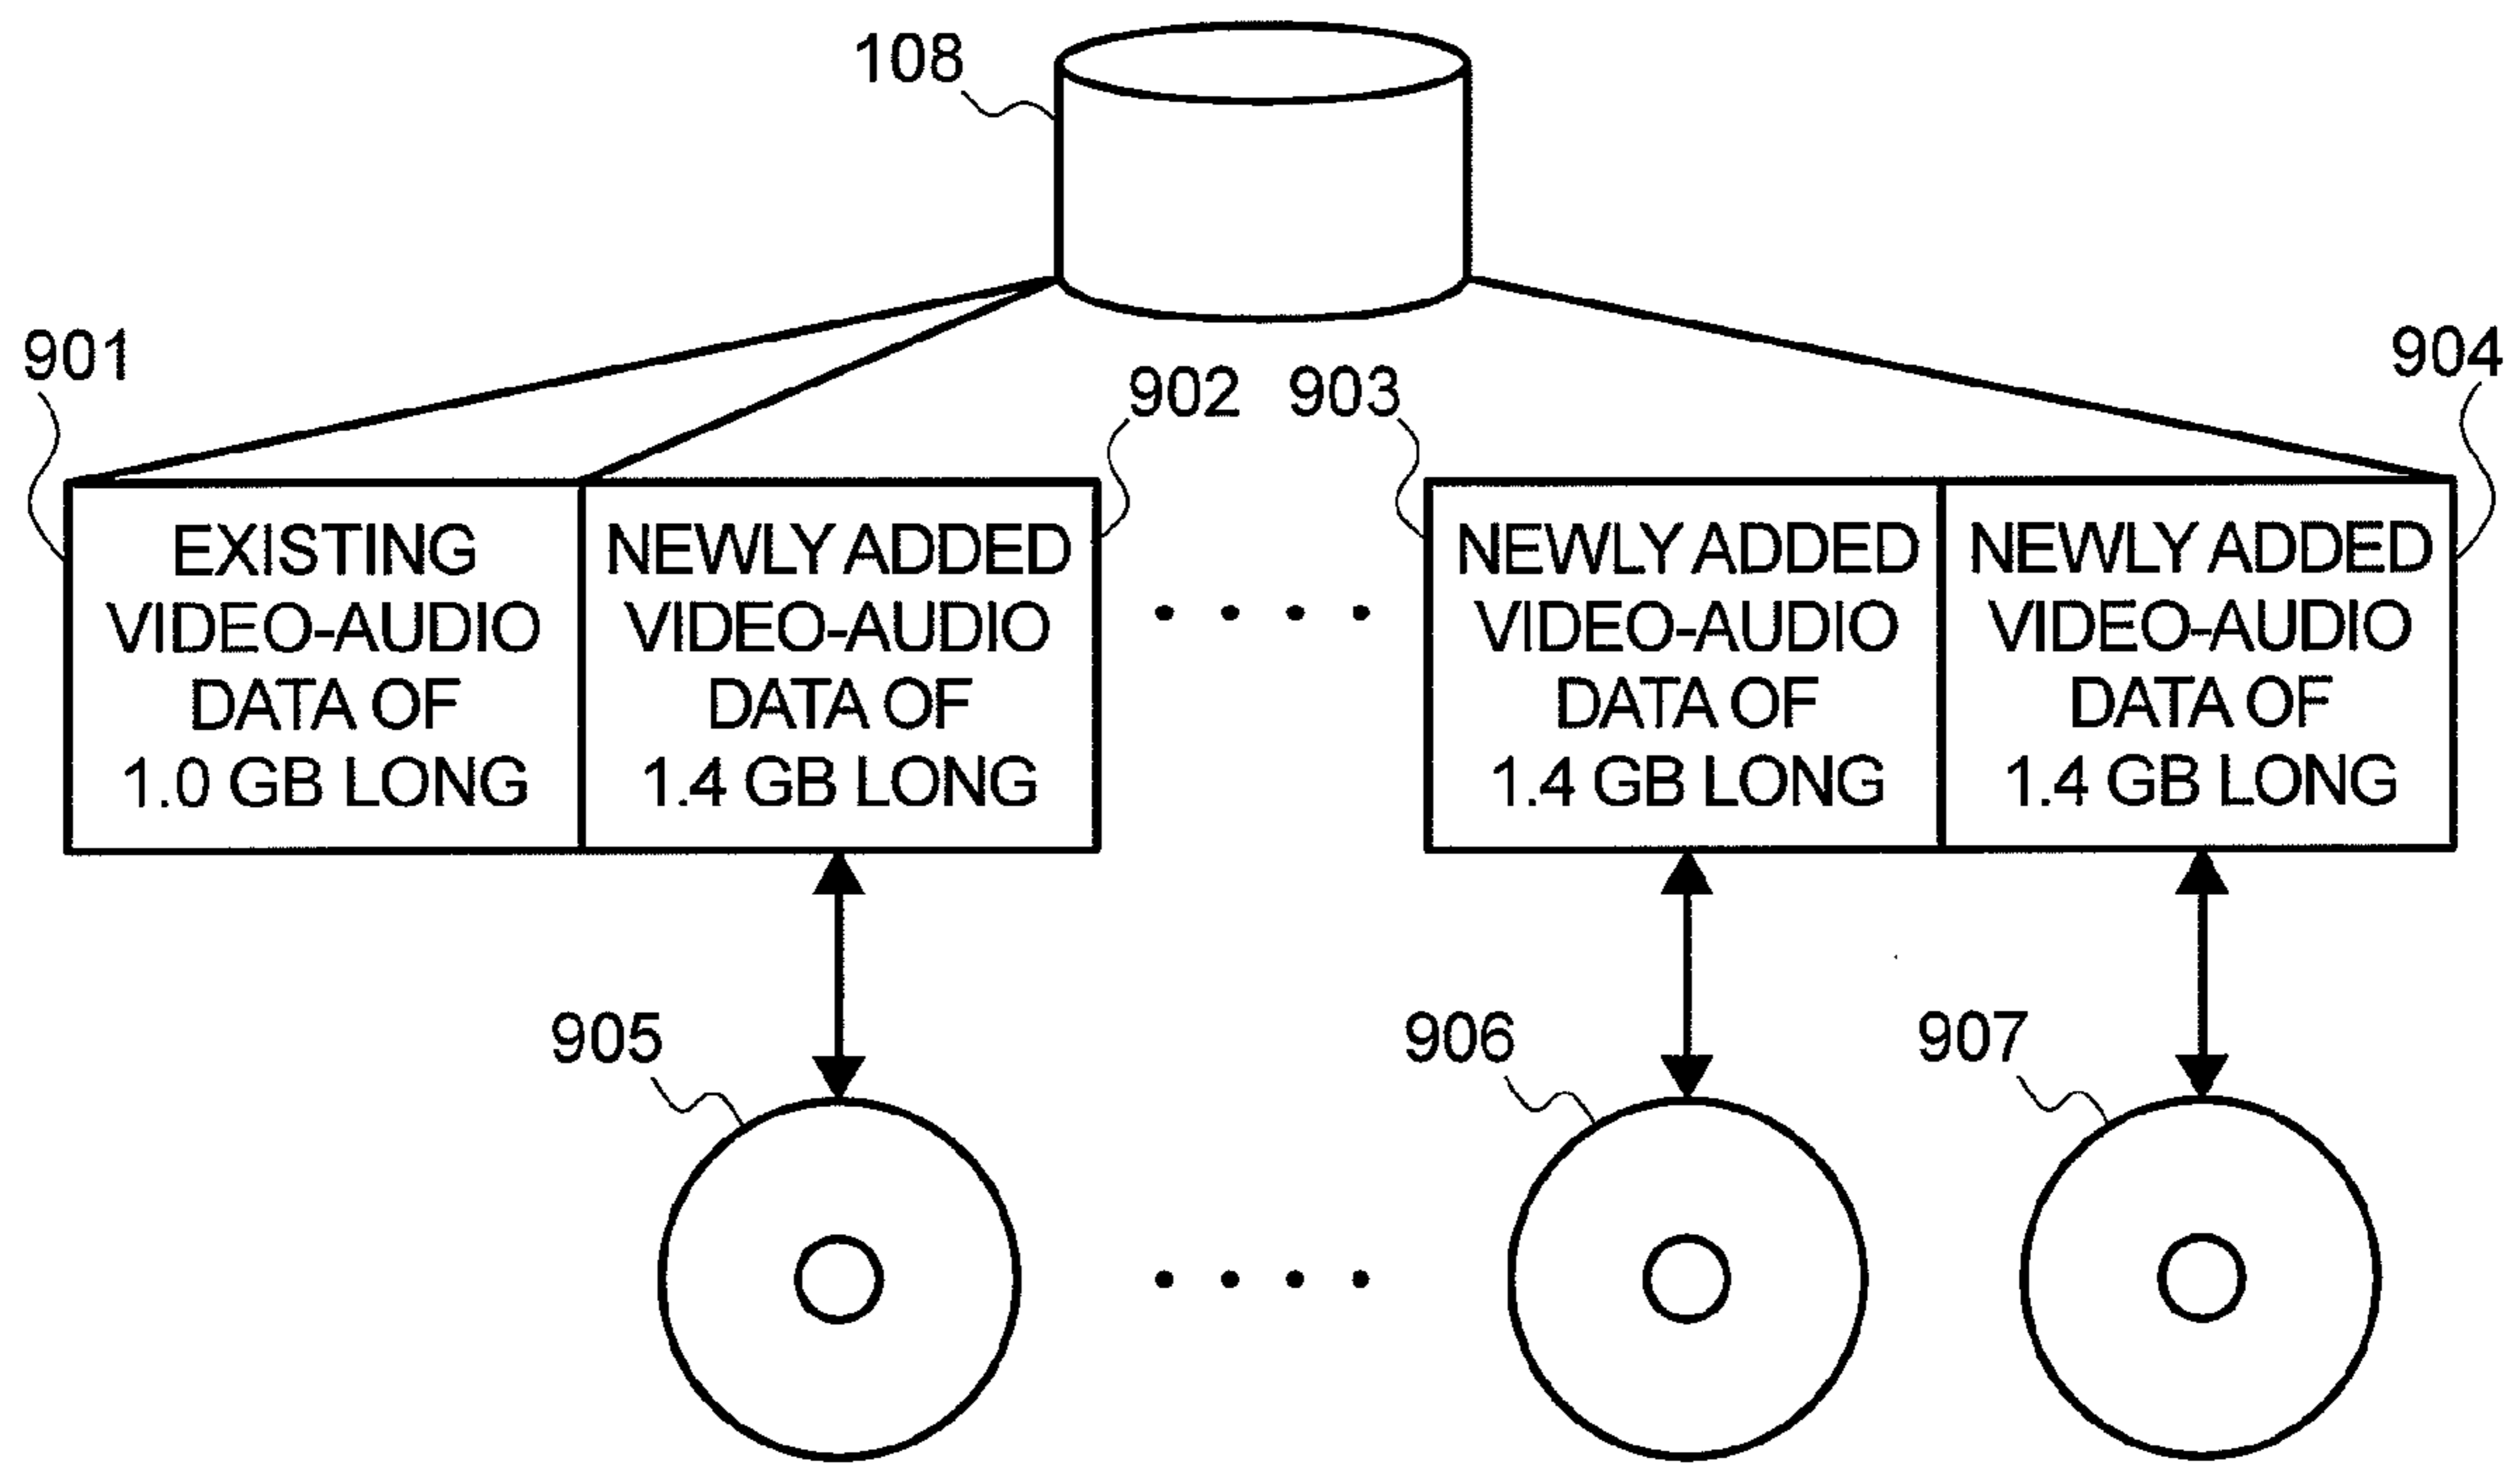 108
901
902
903
904
EXISTING
VIDEO-AUDIO
DATA OF
1.0 GB LONG
NEWLY ADDED
VIDEO-AUDIO
DATA OF
1.4 GB LONG
NEWLY ADDED
VIDEO-AUDIO
DATA OF
1.4 GB LONG
NEWLY ADDED
VIDEO-AUDIO
DATA OF
1.4 GB LONG
905
906
907